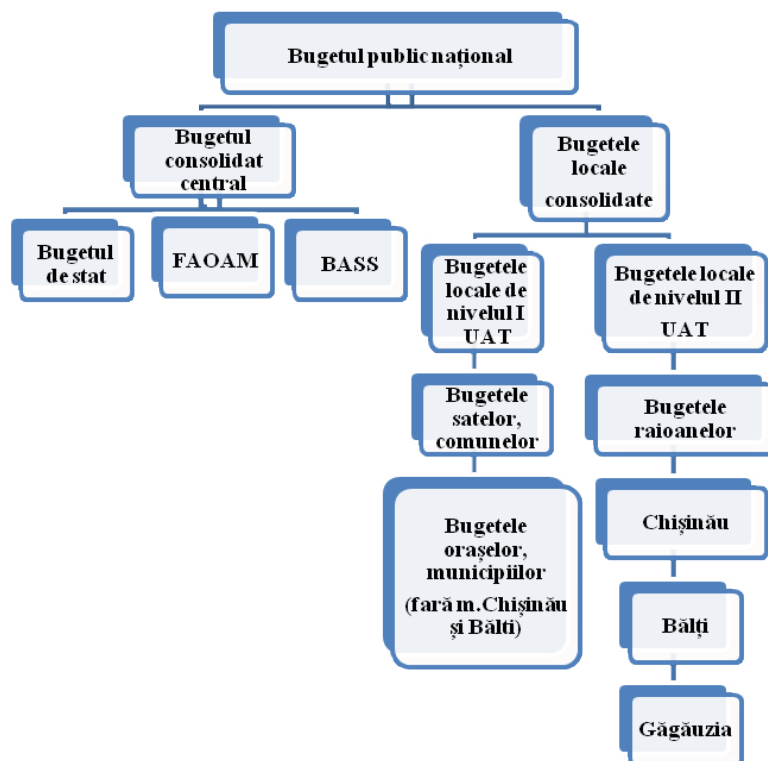 Bugetul public național
Bugetul
consolidat
central
Bugetele
locale
consolidate
Bugetul
de stat
FAOAM
BASS
Bugetele
locale de
nivelul I
UAT
Bugetele locale
de nivelul II
UAT
Bugetele
satelor,
comunelor
Bugetele
raioanelor
Bugetele
orașelor,
municipiilor
(fară m.Chișinău
și Bălti)
Chișinău
Bălți
Găgăuzia